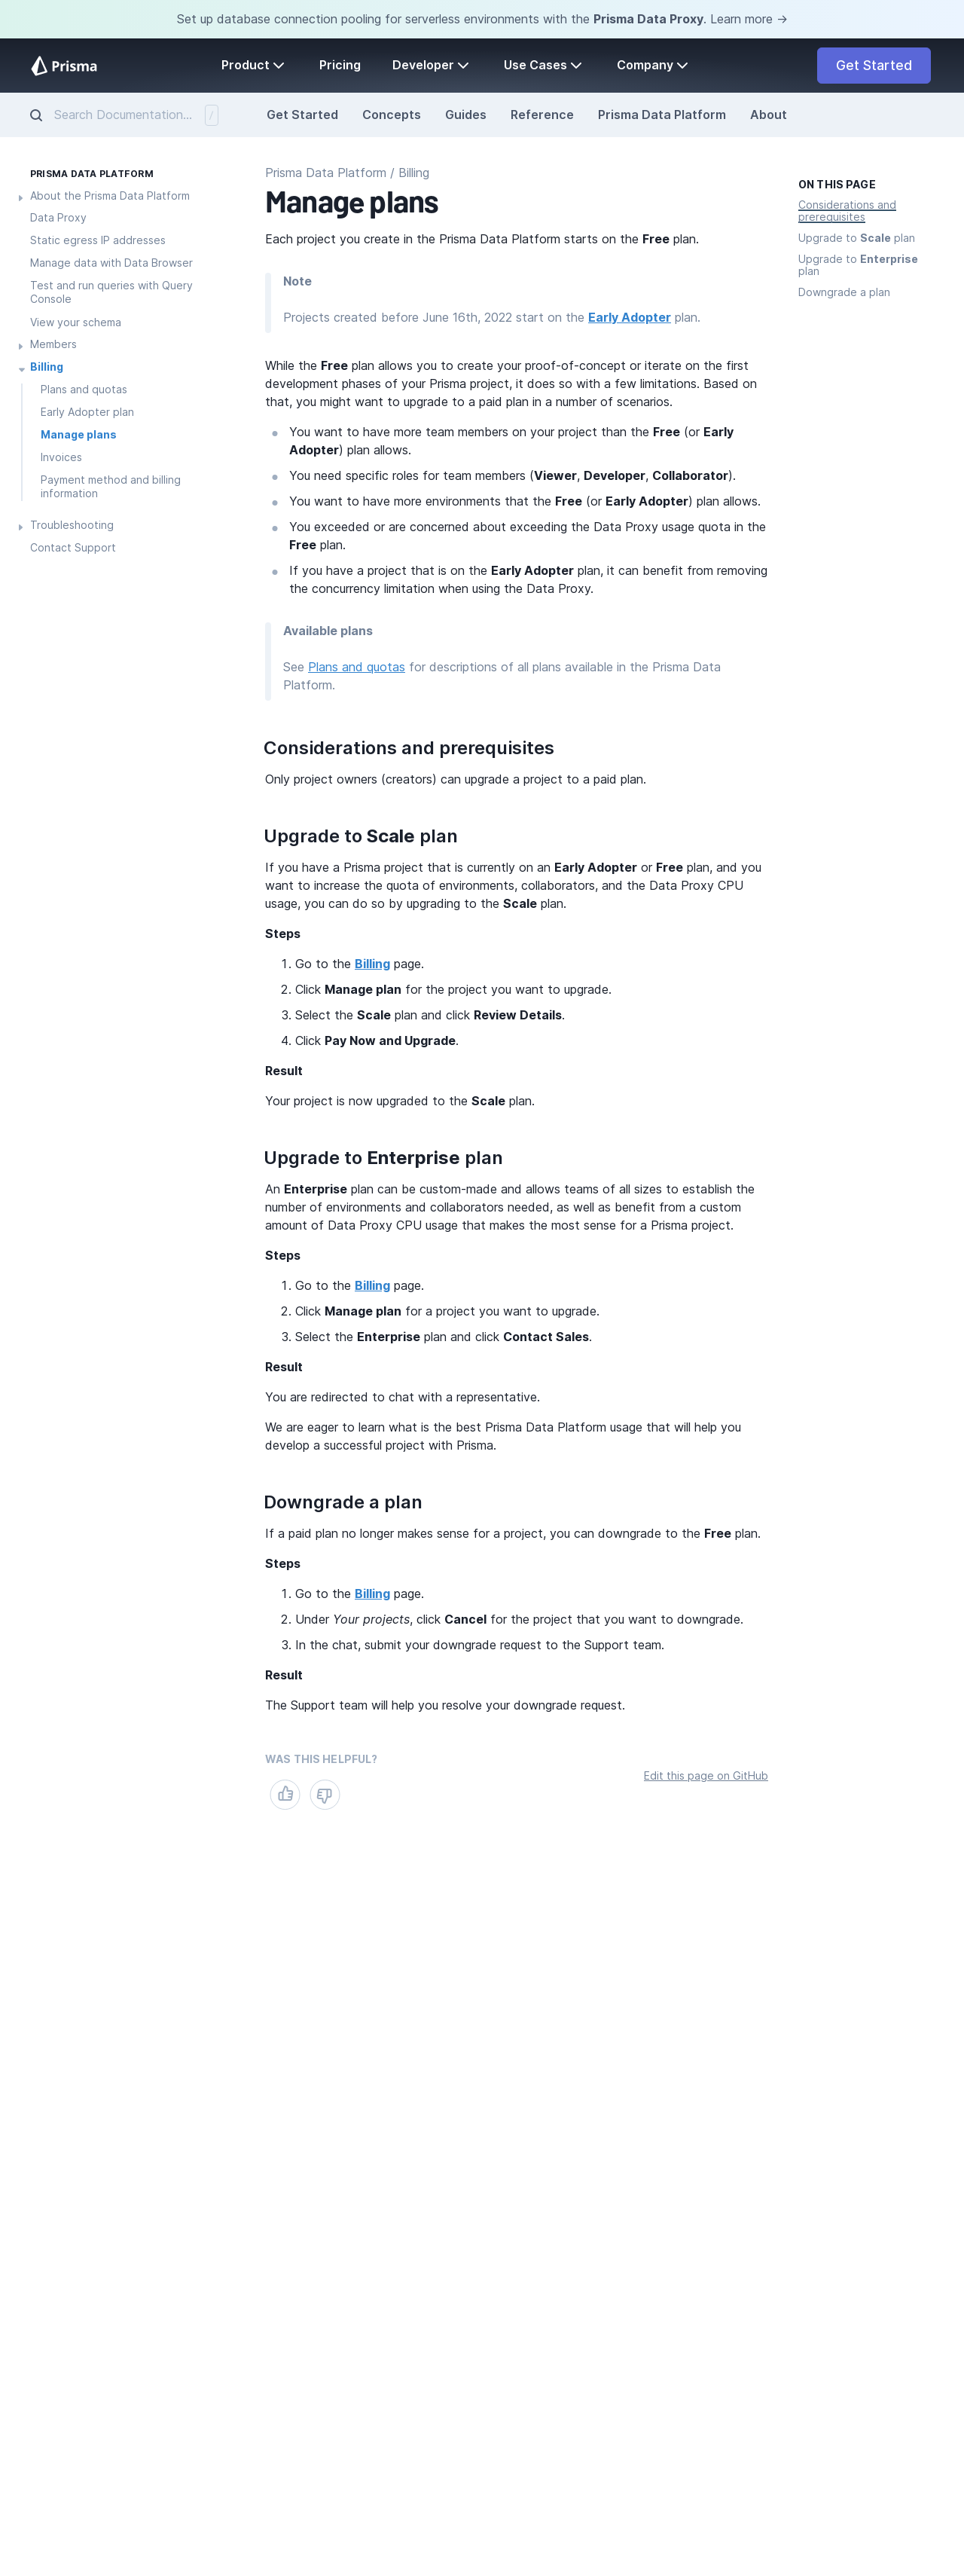 Set up database connection pooling for serverless environments with the Prisma Data Proxy. Learn more →
Prisma
Product
Pricing
Developer
Use Cases
Company
Get Started
Search Documentation...
/
Get Started
Concepts
Guides
Reference
Prisma Data Platform
About
PRISMA DATA PLATFORM
About the Prisma Data Platform
Data Proxy
Static egress IP addresses
Manage data with Data Browser
Test and run queries with Query
Console
View your schema
Members
Billing
Plans and quotas
Early Adopter plan
Manage plans
Invoices
Payment method and billing
information
Troubleshooting
Contact Support
Prisma Data Platform / Billing
Manage plans
Each project you create in the Prisma Data Platform starts on the Free plan.
Note
Projects created before June 16th, 2022 start on the Early Adopter plan.
While the Free plan allows you to create your proof-of-concept or iterate on the first
development phases of your Prisma project, it does so with a few limitations. Based on
that, you might want to upgrade to a paid plan in a number of scenarios.
You want to have more team members on your project than the Free (or Early
Adopter) plan allows.
You need specific roles for team members (Viewer, Developer, Collaborator).
You want to have more environments that the Free (or Early Adopter) plan allows.
You exceeded or are concerned about exceeding the Data Proxy usage quota in the
Free plan.
If you have a project that is on the Early Adopter plan, it can benefit from removing
the concurrency limitation when using the Data Proxy.
Available plans
See Plans and quotas for descriptions of all plans available in the Prisma Data
Platform.
Considerations and prerequisites
Only project owners (creators) can upgrade a project to a paid plan.
Upgrade to Scale plan
If you have a Prisma project that is currently on an Early Adopter or Free plan, and you
want to increase the quota of environments, collaborators, and the Data Proxy CPU
usage, you can do so by upgrading to the Scale plan.
Steps
1. Go to the Billing page.
2. Click Manage plan for the project you want to upgrade.
3. Select the Scale plan and click Review Details.
4. Click Pay Now and Upgrade.
Result
Your project is now upgraded to the Scale plan.
Upgrade to Enterprise plan
An Enterprise plan can be custom-made and allows teams of all sizes to establish the
number of environments and collaborators needed, as well as benefit from a custom
amount of Data Proxy CPU usage that makes the most sense for a Prisma project.
Steps
1. Go to the Billing page.
2. Click Manage plan for a project you want to upgrade.
3. Select the Enterprise plan and click Contact Sales.
Result
You are redirected to chat with a representative.
We are eager to learn what is the best Prisma Data Platform usage that will help you
develop a successful project with Prisma.
Downgrade a plan
If a paid plan no longer makes sense for a project, you can downgrade to the Free plan.
Steps
1. Go to the Billing page.
2. Under Your projects, click Cancel for the project that you want to downgrade.
3. In the chat, submit your downgrade request to the Support team.
Result
The Support team will help you resolve your downgrade request.
WAS THIS HELPFUL?
Edit this page on GitHub
ON THIS PAGE
Considerations and
prerequisites
Upgrade to Scale plan
Upgrade to Enterprise
plan
Downgrade a plan